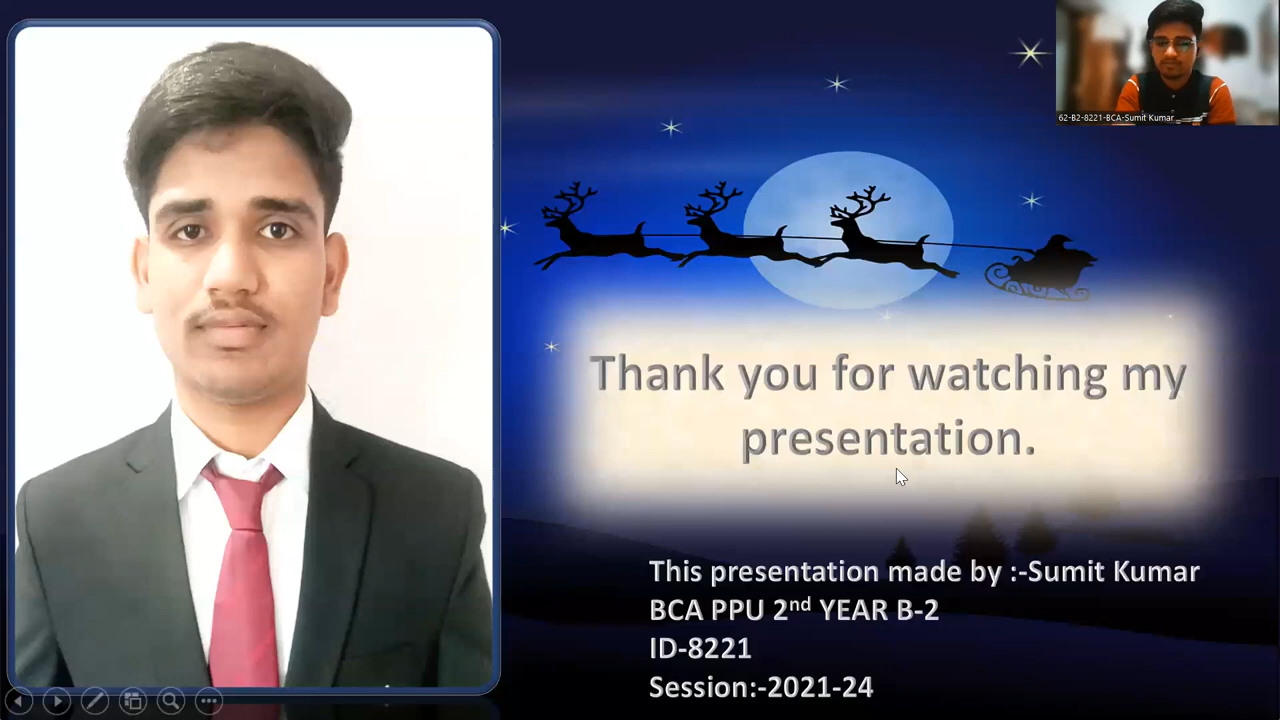 62-B2-8221-BCA-Sumit Kumar
Thank you for watching my
presentation.
This presentation made by :-Sumit Kumar
BCA PPU 2nd YEAR B-2
ID-8221
Session:-2021-24